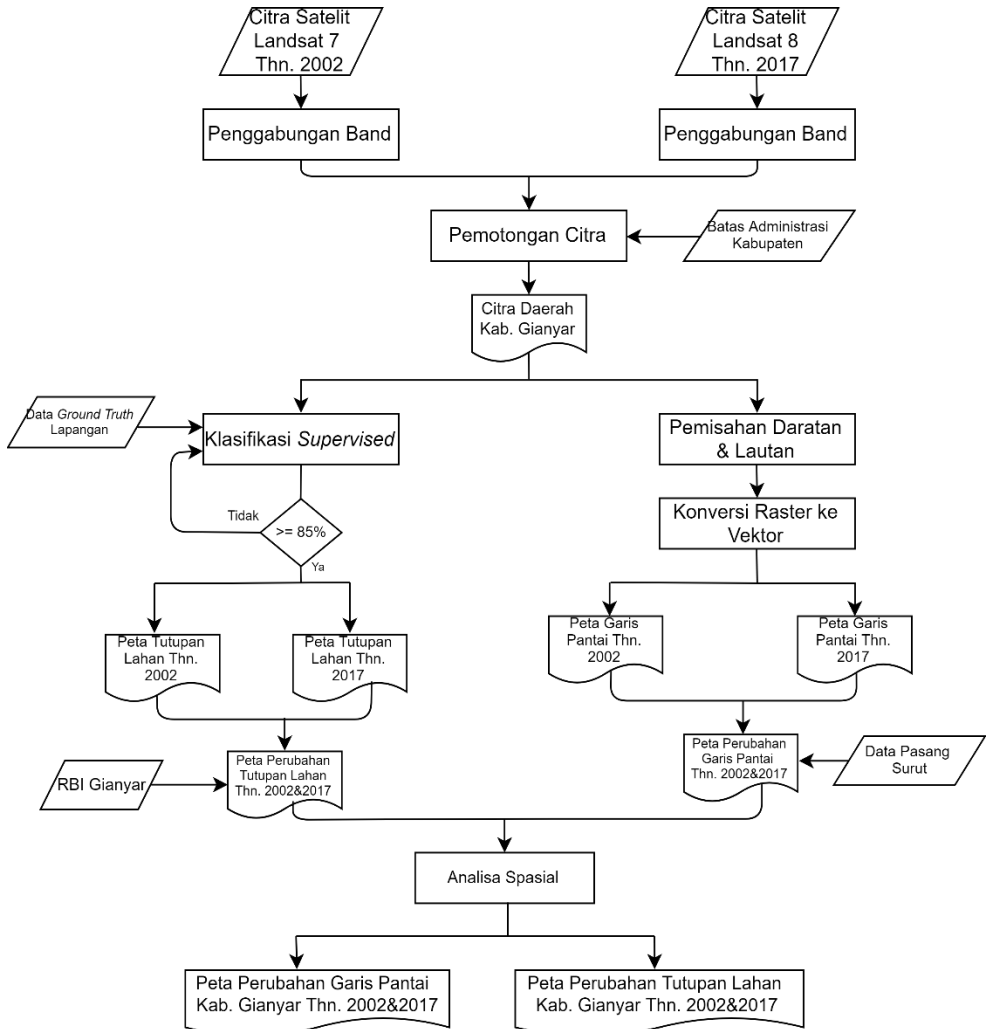 Citra Satelit
Landsat 7
Thn. 2002
Citra Satelit
Landsat 8
Thn. 2017
Penggabungan Band
Penggabungan Band
Pemotongan Citra
Batas Administrasi
Kabupaten
Citra Daerah
Kab. Gianyar
Data Ground Truth
Lapangan
Klasifikasi Supervised
Pemisahan Daratan
& Lautan
Tidak
>= 85%
Ya
Konversi Raster ke
Vektor
Peta Tutupan
Lahan Thn.
2002
Peta Tutupan
Lahan Thn.
2017
Peta Garis
Pantai Thn.
2002
Peta Garis
Pantai Thn.
2017
RBI Gianyar
Peta Perubahan
Tutupan Lahan
Thn. 2002&2017
Peta Perubahan
Garis Pantai
Thn. 2002&2017
Data Pasang
Surut
Analisa Spasial
Peta Perubahan Garis Pantai
Kab. Gianyar Thn. 2002&2017
Peta Perubahan Tutupan Lahan
Kab. Gianyar Thn. 2002&2017